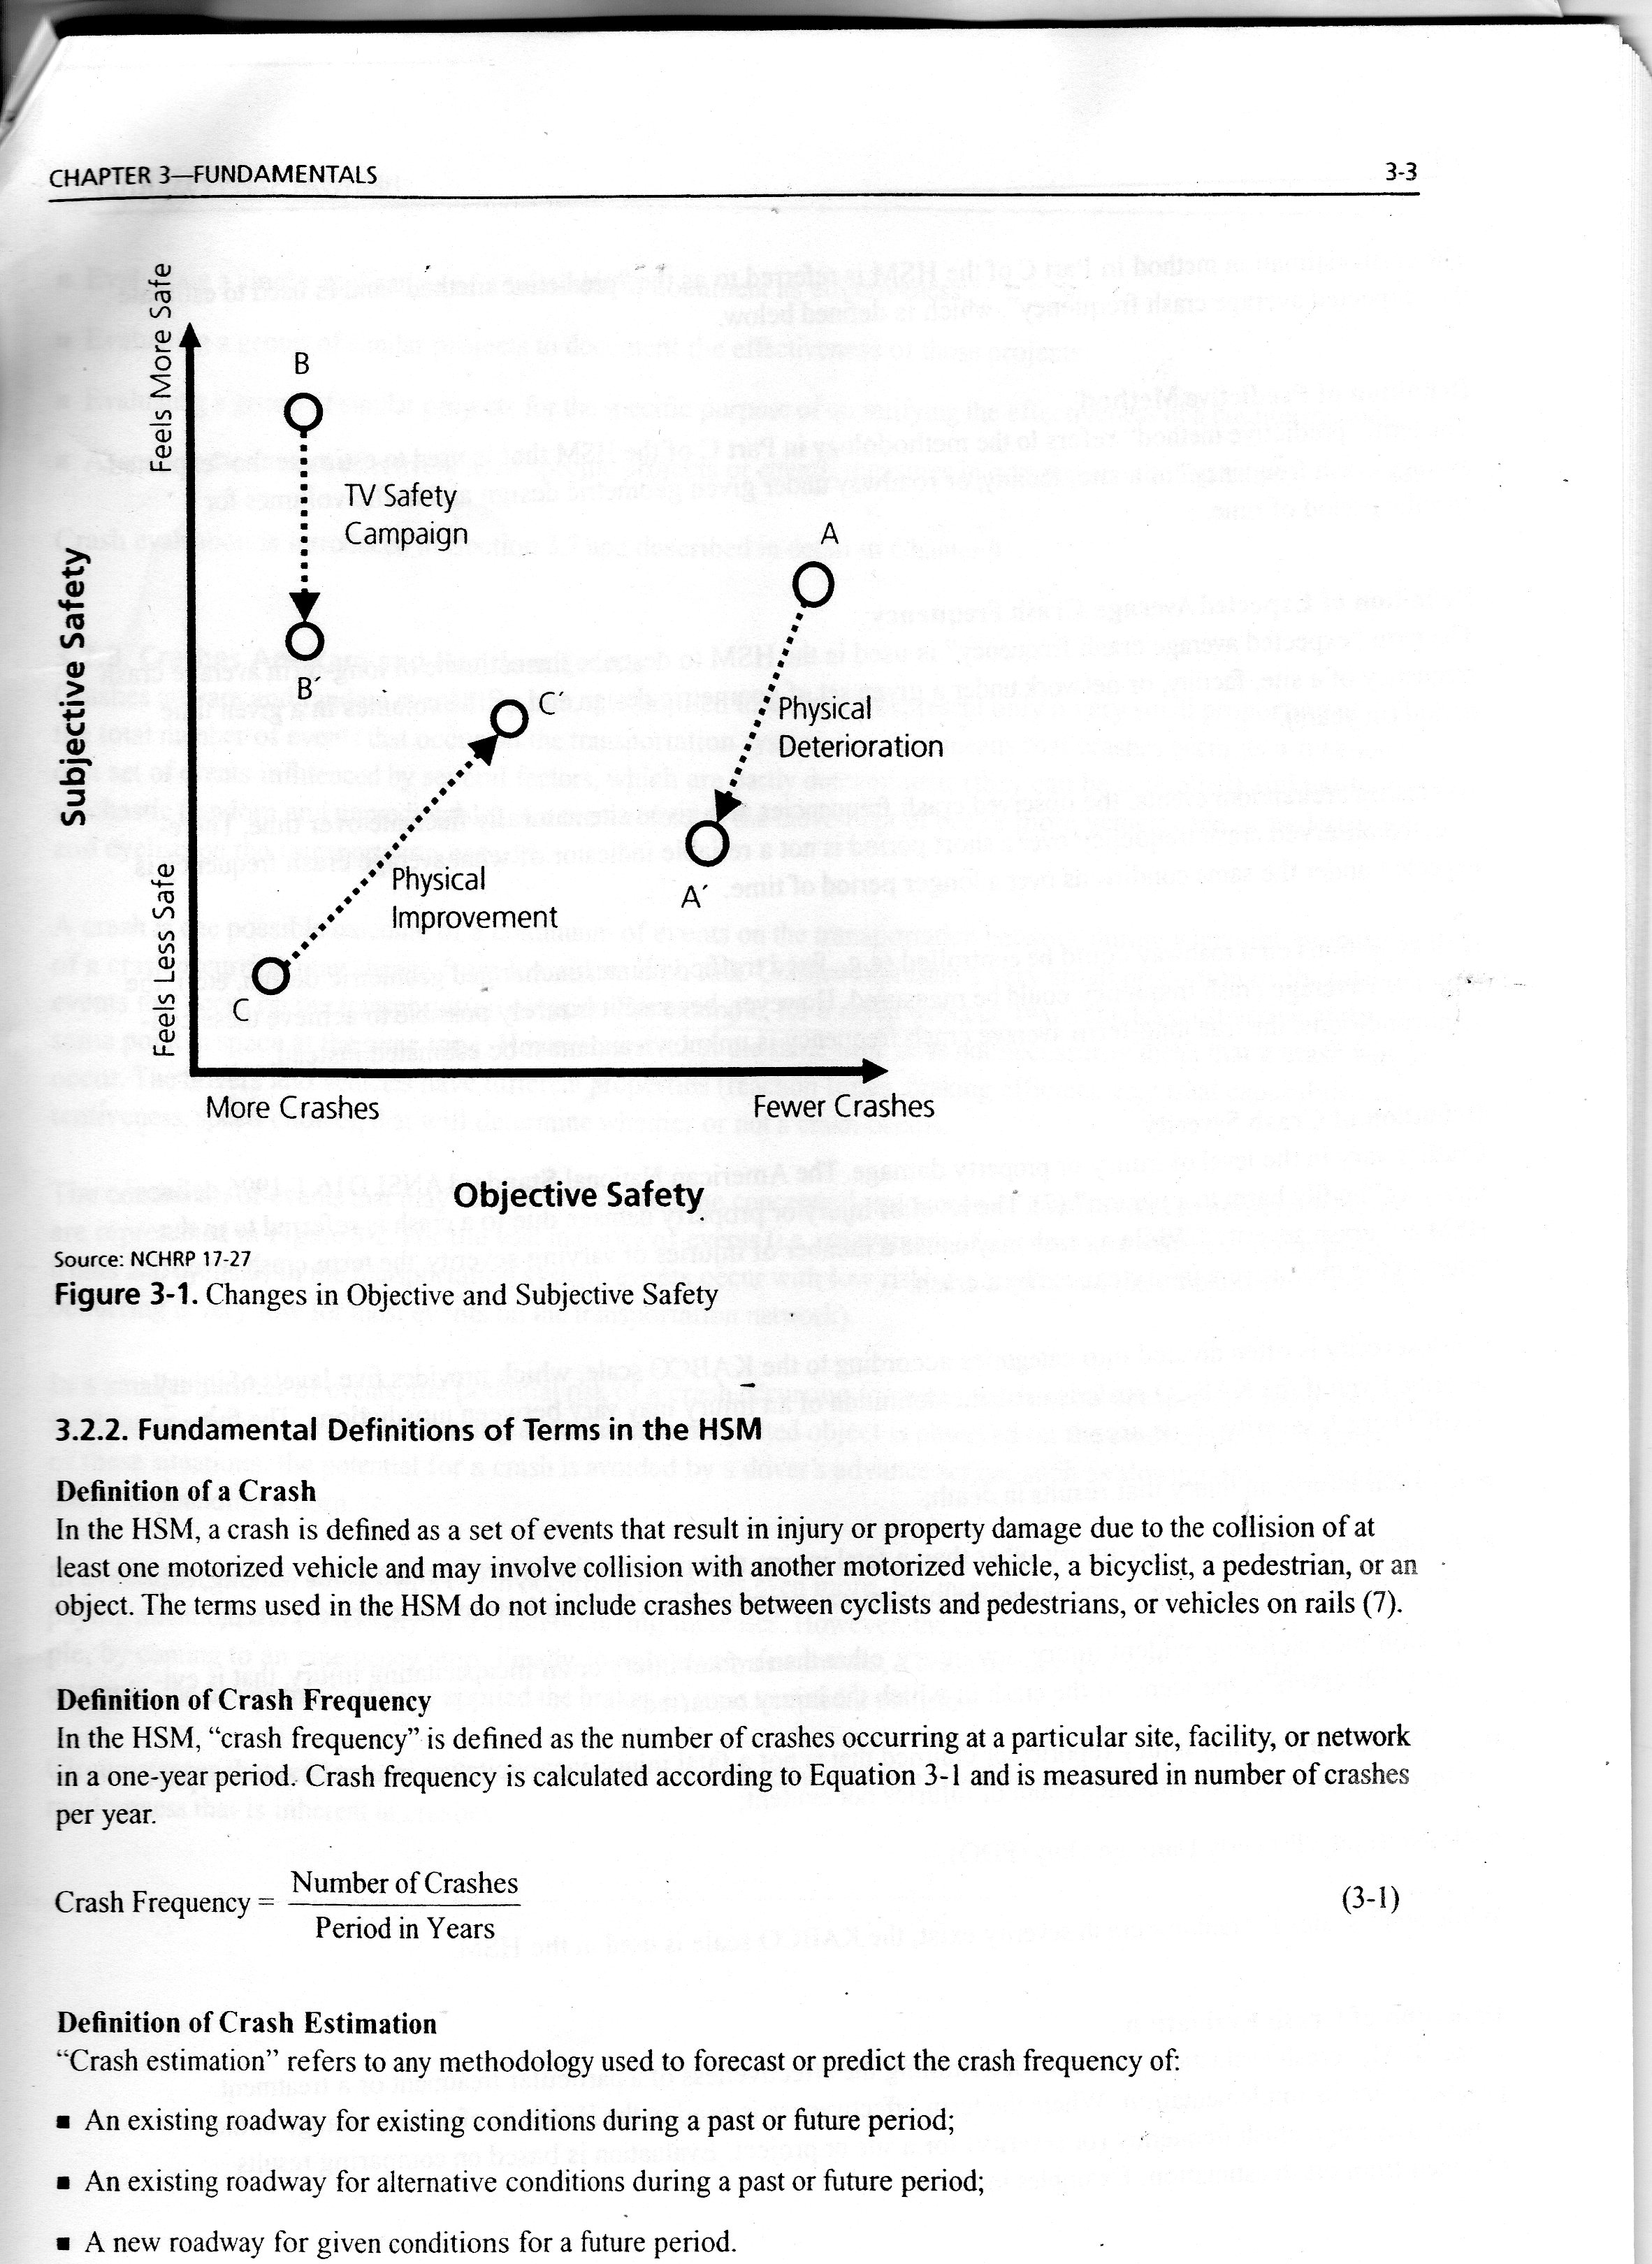 CHAPTER 3—FUNDAMENTALS
3-3
Feels More Safe
Subjective Safety
Feels Less Safe
B
TV Safety
Campaign
B´
A
Physical
Deterioration
A´
C´
Physical
Improvement
C
More Crashes
Fewer Crashes
Objective Safety
Source: NCHRP 17-27
Figure 3-1. Changes in Objective and Subjective Safety
3.2.2. Fundamental Definitions of Terms in the HSM
Definition of a Crash
In the HSM, a crash is defined as a set of events that result in injury or property damage due to the collision of at
least one motorized vehicle and may involve collision with another motorized vehicle, a bicyclist, a pedestrian, or an
object. The terms used in the HSM do not include crashes between cyclists and pedestrians, or vehicles on rails (7).
Definition of Crash Frequency
In the HSM, “crash frequency” is defined as the number of crashes occurring at a particular site, facility, or network
in a one-year period. Crash frequency is calculated according to Equation 3-1 and is measured in number of crashes
per year.
Crash Frequency = Number of Crashes
Period in Years
(3-1)
Definition of Crash Estimation
“Crash estimation” refers to any methodology used to forecast or predict the crash frequency of:
■ An existing roadway for existing conditions during a past or future period;
■ An existing roadway for alternative conditions during a past or future period;
■ A new roadway for given conditions for a future period.